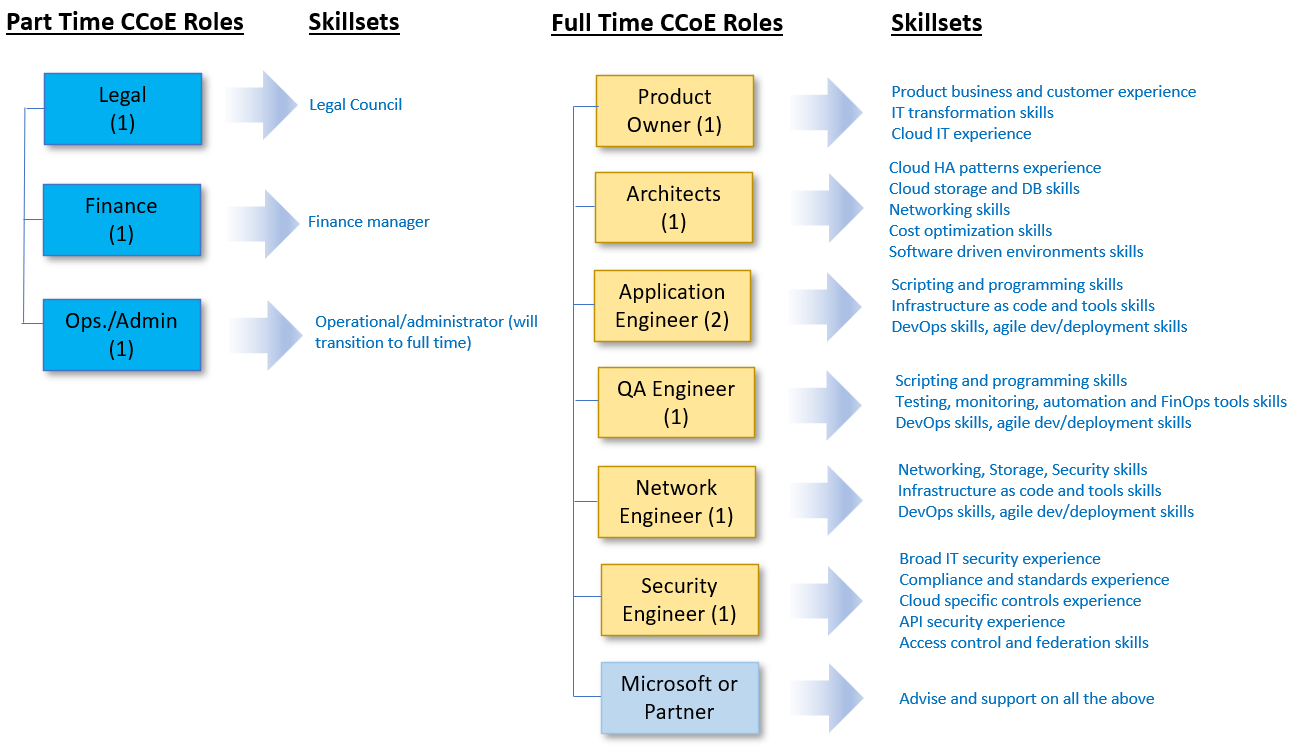 Part Time CCoE Roles
Skillsets
Legal
(1)
Legal Council
Finance
(1)
Finance manager
Ops./Admin
(1)
Operational/administrator (will
transition to full time)
Full Time CCoE Roles
Skillsets
Product
Owner (1)
Product business and customer experience
IT transformation skills
Cloud IT experience
Architects
(1)
Cloud HA patterns experience
Cloud storage and DB skills
Networking skills
Cost optimization skills
Software driven environments skills
Application
Engineer (2)
Scripting and programming skills
Infrastructure as code and tools skills
DevOps skills, agile dev/deployment skills
QA Engineer
(1)
Scripting and programming skills
Testing, monitoring, automation and FinOps tools skills
DevOps skills, agile dev/deployment skills
Network
Engineer (1)
Networking, Storage, Security skills
Infrastructure as code and tools skills
DevOps skills, agile dev/deployment skills
Security
Engineer (1)
Broad IT security experience
Compliance and standards experience
Cloud specific controls experience
API security experience
Access control and federation skills
Microsoft or
Partner
Advise and support on all the above